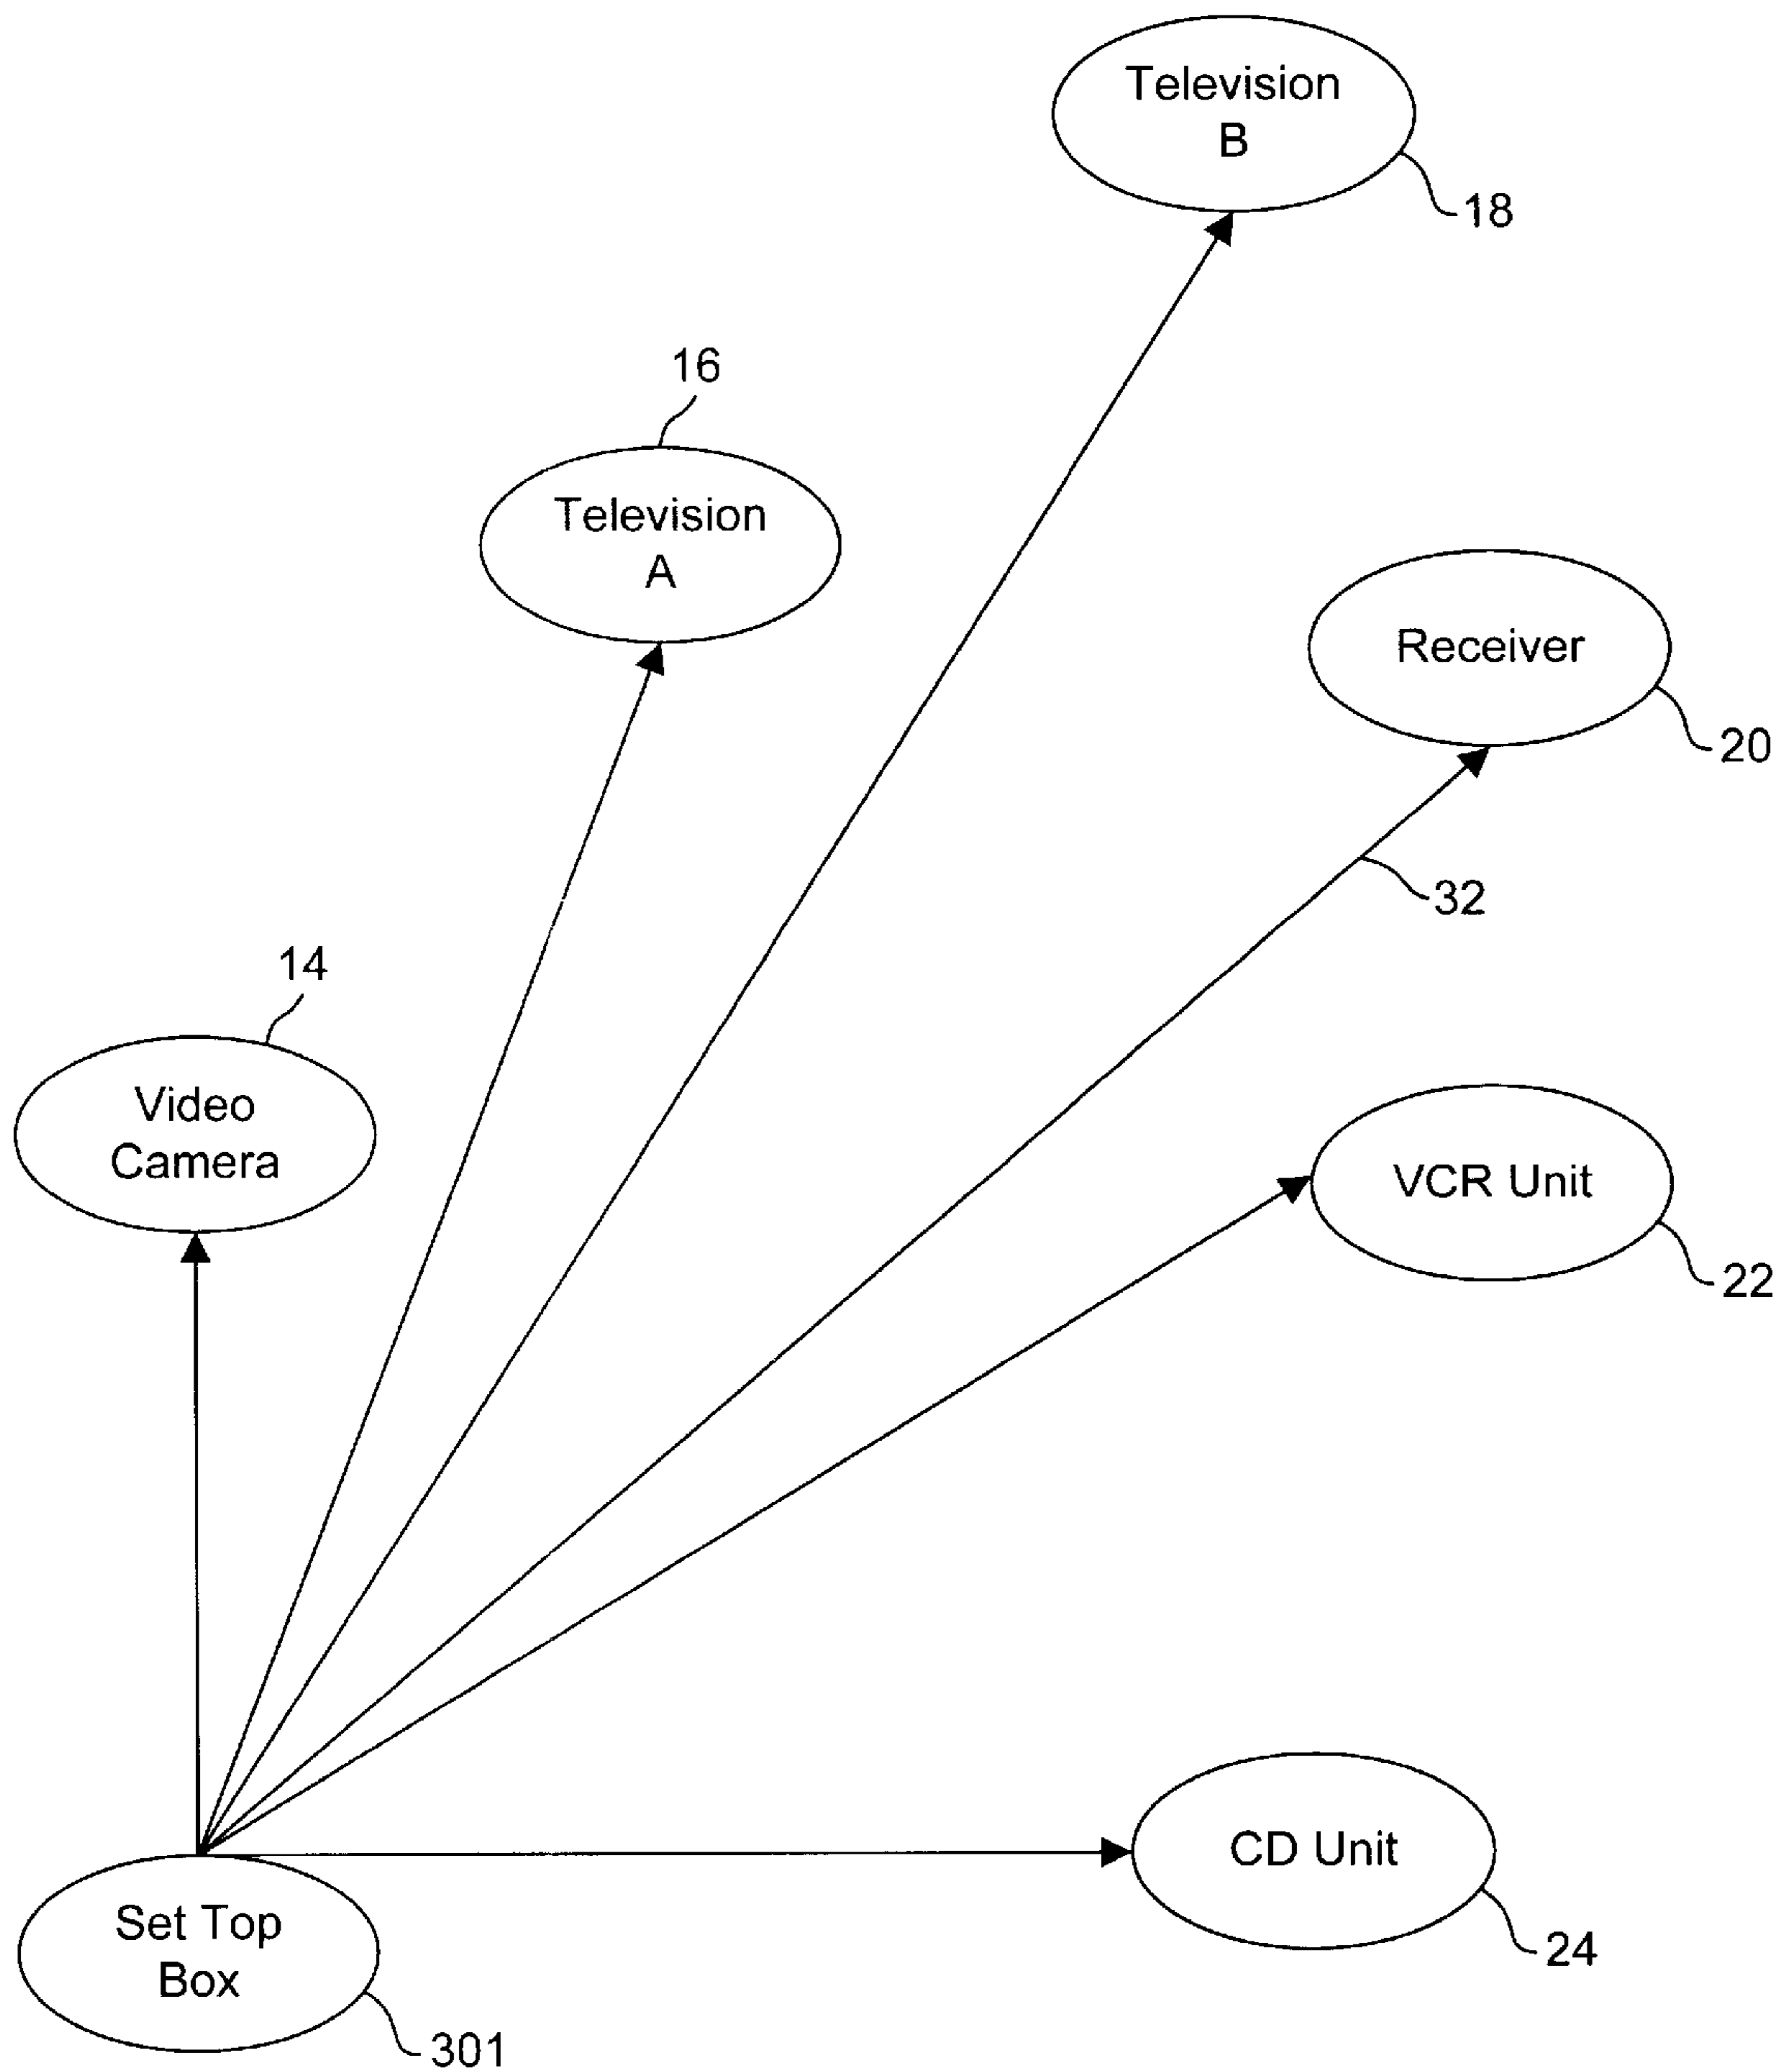 Television
B
18
16
Television
A
Receiver
20
32
14
Video
Camera
VCR Unit
22
CD Unit
24
Set Top
Box
301